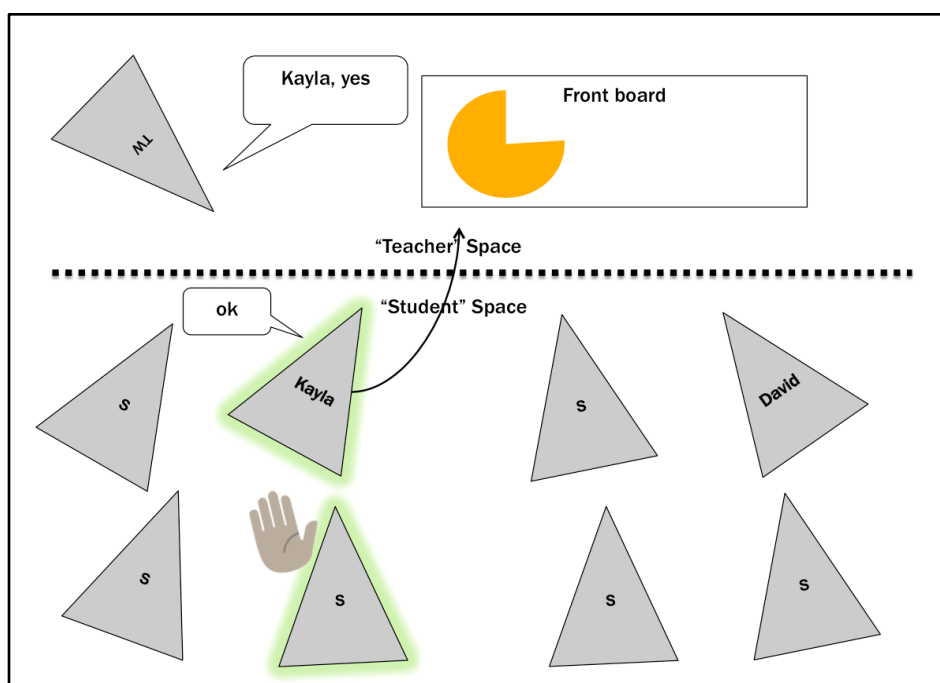 Kayla, yes
Front board
TW
“Teacher” Space
“Student” Space
ok
S
Kayla
S
David
S
S
S
S